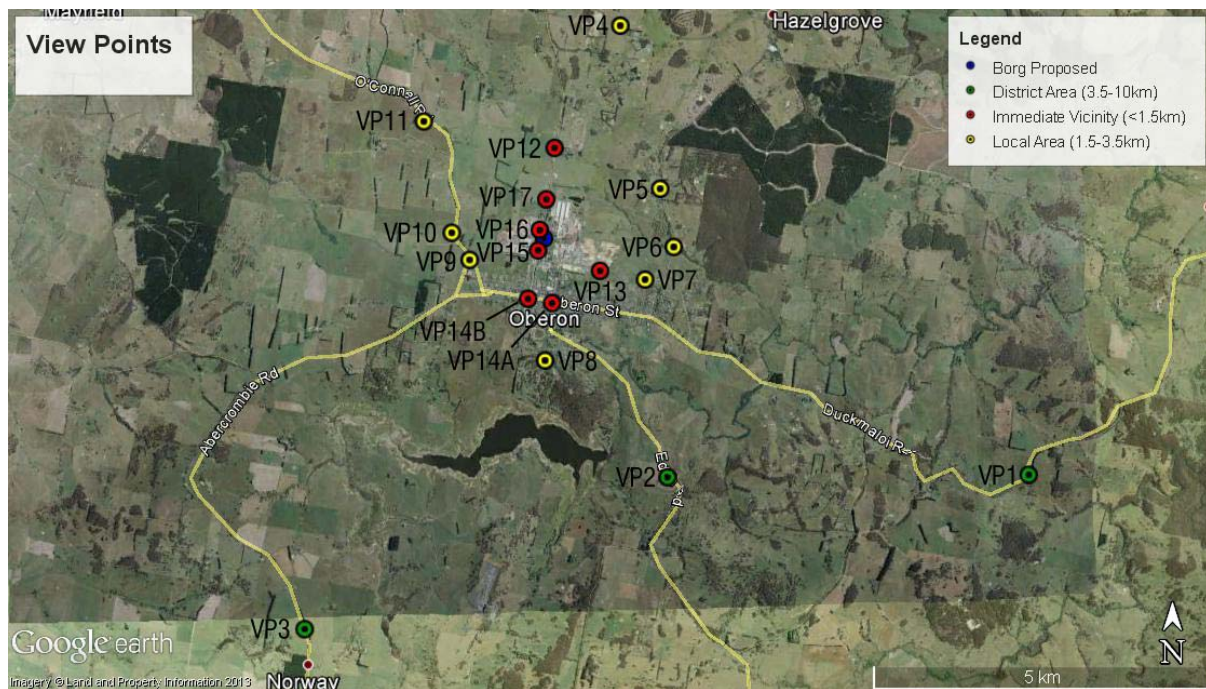 Mayfield
View Points
VP4
Hazelgrove
Legend
Borg Proposed
District Area (3.5-10km)
Immediate Vicinity (<1.5km)
Local Area (1.5-3.5km)
O'Connell
VP11
VP12
VP5
VP17
VP10
VP16
VP6
VP9
VP15
VP7
VP13
beron St
VP14B
Oberon
VP14A
VP8
Abercrombie Rd
Duckmaloi
VP2
VP1
VP3
Norway
Google earth
Imagery © Land and Property Information 2013
5 km
N